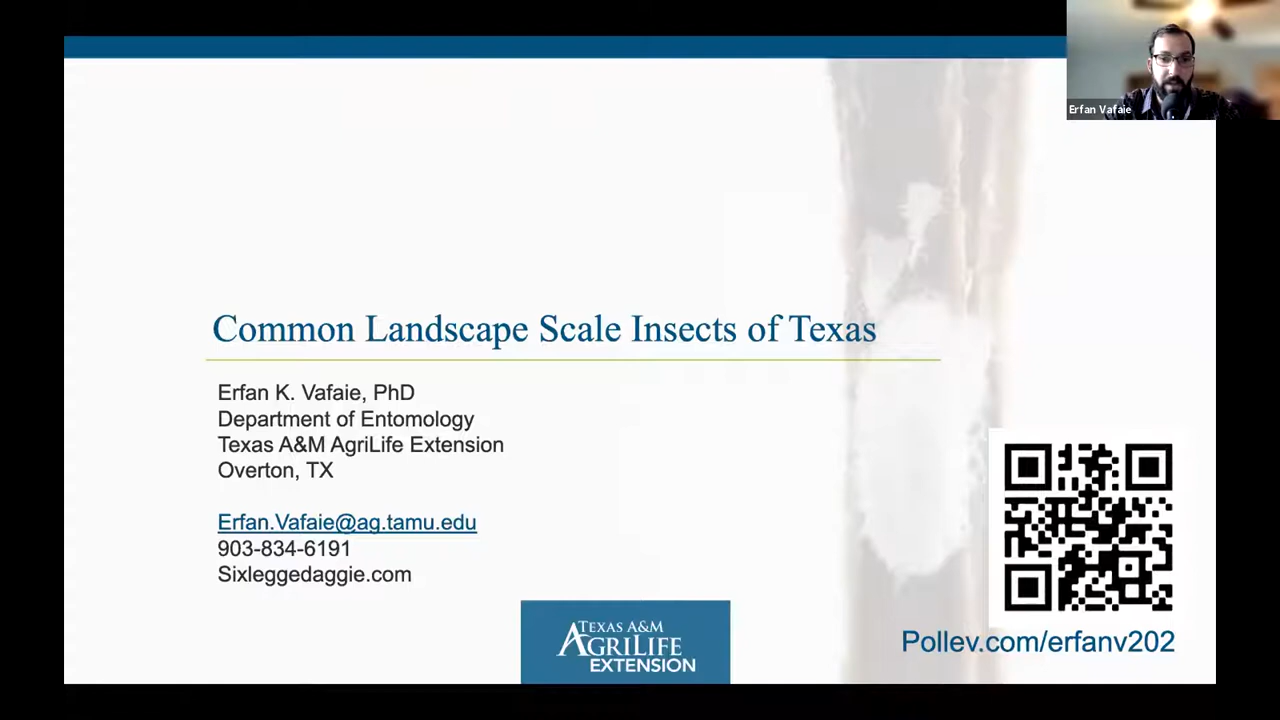 Erfan Vafaie
Common Landscape Scale Insects of Texas
Erfan K. Vafaie, PhD
Department of Entomology
Texas A&M AgriLife Extension
Overton, TX
Erfan.Vafaie@ag.tamu.edu
903-834-6191
Sixleggedaggie.com
TEXAS A&M
AGRILIFE
EXTENSION
Pollev.com/erfanv202